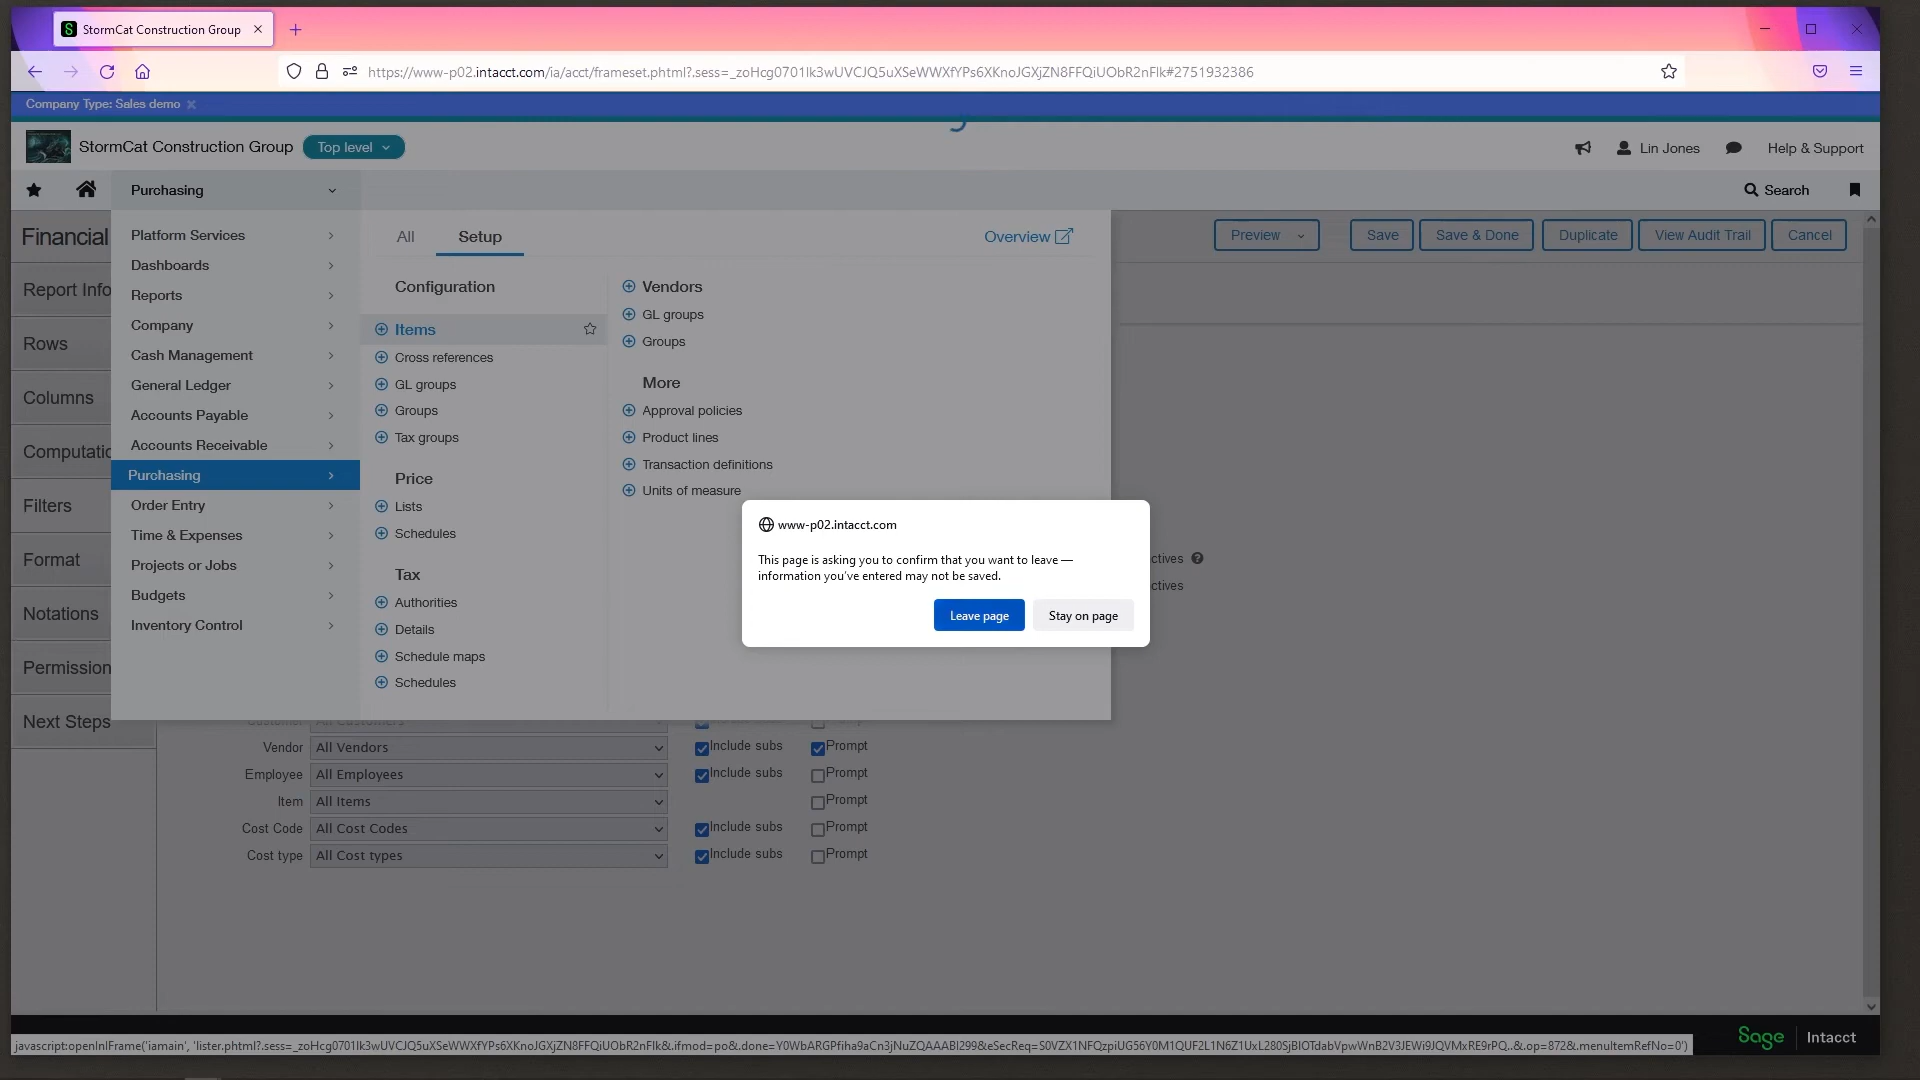 StormCat Construction Group
https://www-p02.intacct.com/ia/acct/frameset.phtml?.sess=_zoHcg0701lk3wUVCJQ5uXSeWWXfYPs6XKnoJGXjZN8FFQiUObR2nFlk#2751932386
Company Type: Sales demo
StormCat Construction Group Top level
Lin Jones Help & Support
Purchasing
Search
Financial
Preview Save Save & Done Duplicate View Audit Trail Cancel
Report Info
Rows
Columns
Computatic
Filters
Format
Notations
Permission
Next Steps
Platform Services
Dashboards
Reports
Company
Cash Management
General Ledger
Accounts Payable
Accounts Receivable
Purchasing
Order Entry
Time & Expenses
Projects or Jobs
Budgets
Inventory Control
All Setup Overview
Configuration
Items
Cross references
GL groups
Groups
Tax groups
Price
Lists
Schedules
Tax
Authorities
Details
Schedule maps
Schedules
Vendors
GL groups
Groups
More
Approval policies
Product lines
Transaction definitions
Units of measure
www-p02.intacct.com
This page is asking you to confirm that you want to leave —
information you've entered may not be saved.
Leave page Stay on page
ctives
ctives
Vendor All Vendors Include subs Prompt
Employee All Employees Include subs Prompt
Item All Items Prompt
Cost Code All Cost Codes Include subs Prompt
Cost type All Cost types Include subs Prompt
Sage Intacct